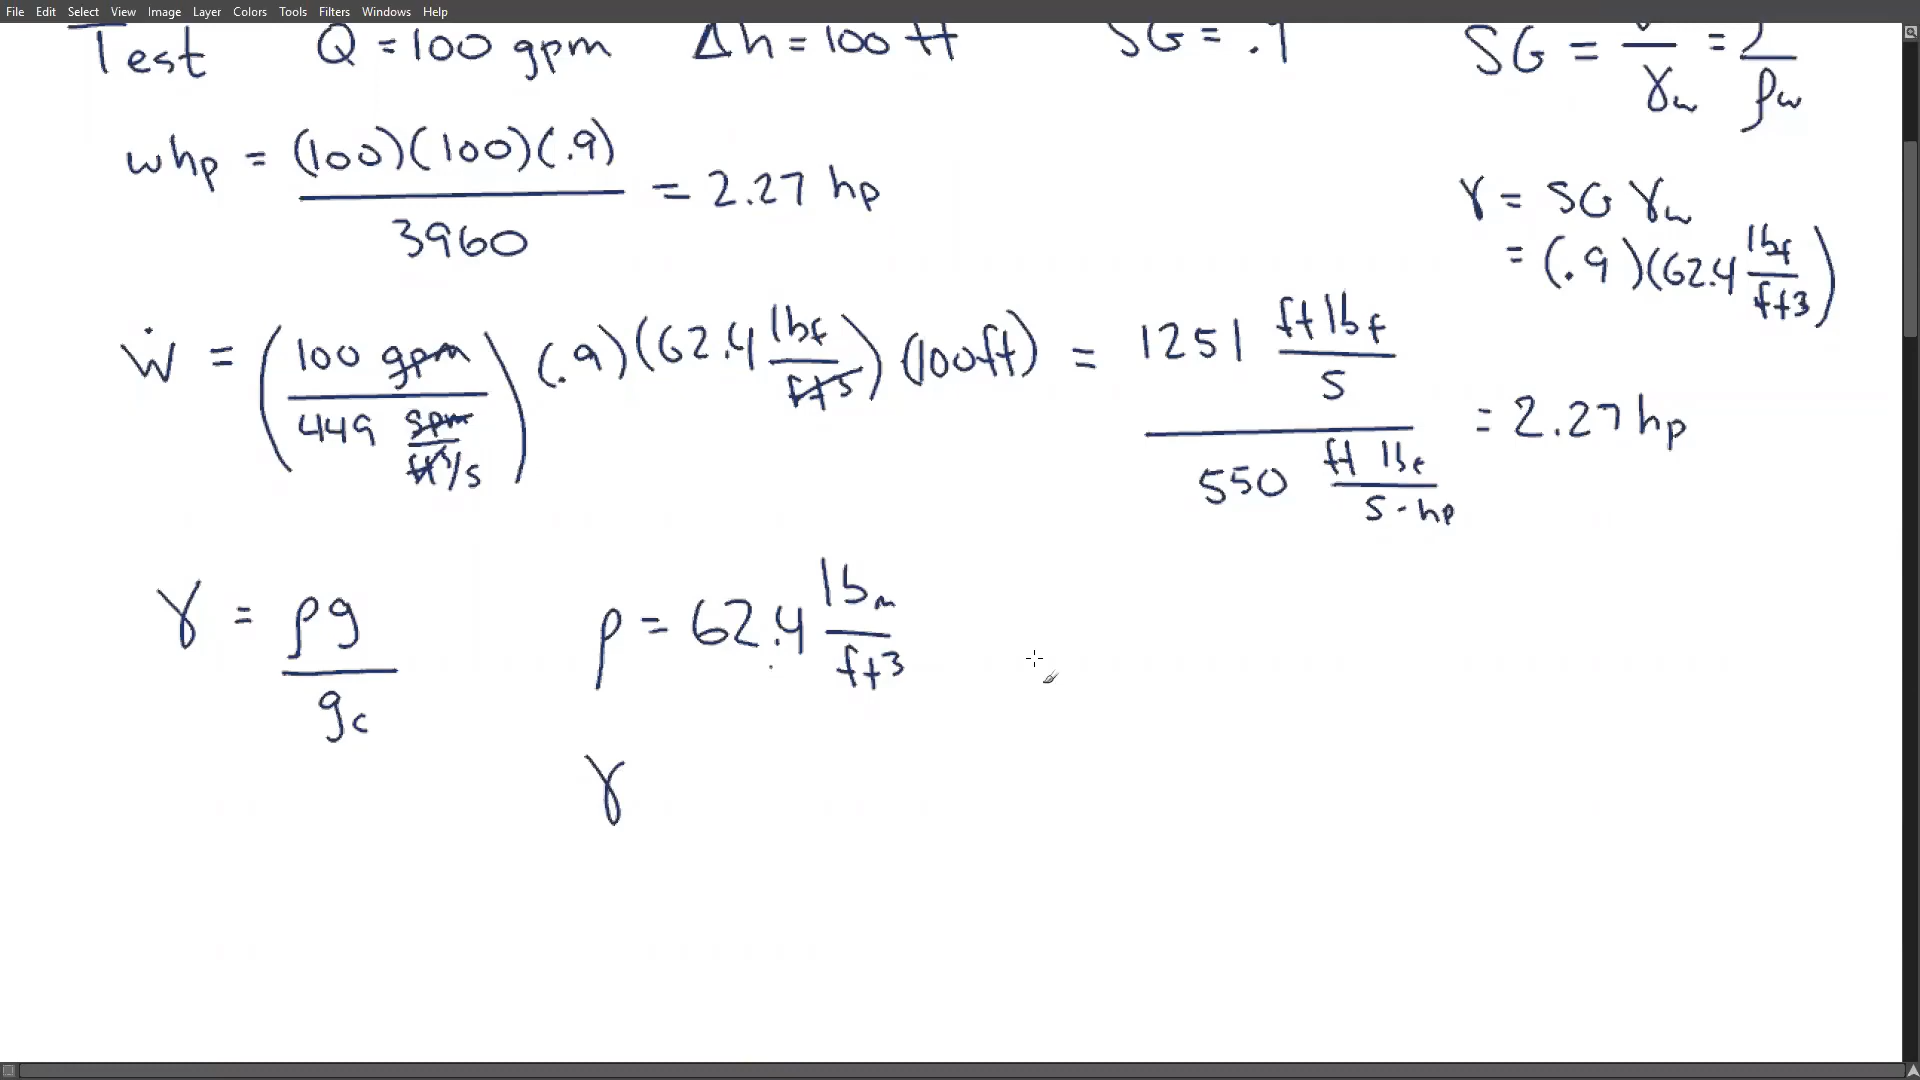 File Edit Select View Image Layer Colors Tools Filters Windows Help
Test Q = 100 gpm Δh = 100 ft SG = .9
SG = γ/γw = ρ/ρw
whp = (100)(100)(.9) / 3960 = 2.27 hp
γ = SG γw
= (.9)(62.4 lbf/ft3)
Ẇ = (100 gpm / 449 gpm/ft³/s)(.9)(62.4 lbf/ft3)(100ft) = 1251 ft lbf/s / 550 ft lbf/s·hp = 2.27 hp
γ = ρg/gc
ρ = 62.4 lbm/ft3
γ